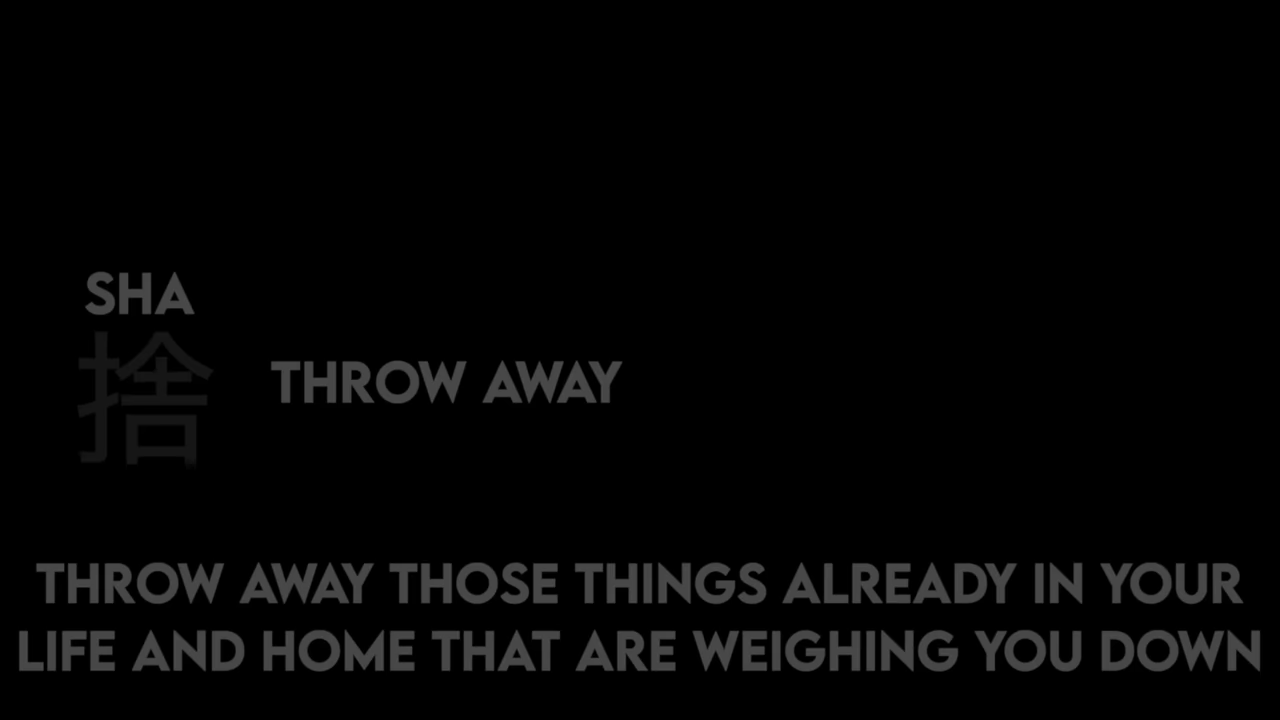 SHA
捨
THROW AWAY
THROW AWAY THOSE THINGS ALREADY IN YOUR
LIFE AND HOME THAT ARE WEIGHING YOU DOWN